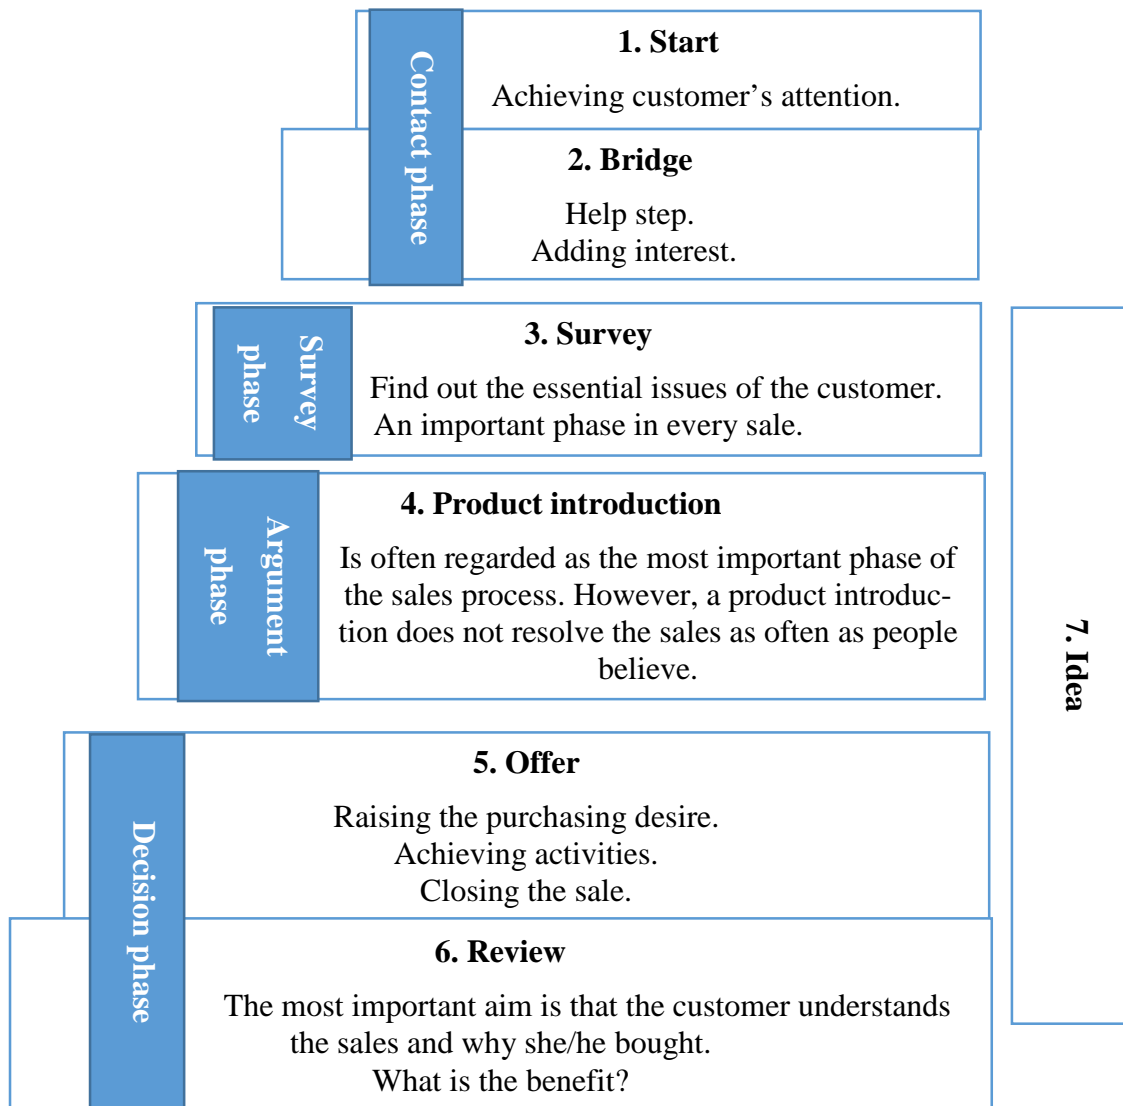 1. Start
Achieving customer’s attention.
Contact phase
2. Bridge
Help step.
Adding interest.
3. Survey
Survey
phase
Find out the essential issues of the customer.
An important phase in every sale.
4. Product introduction
Argument
phase
Is often regarded as the most important phase of
the sales process. However, a product introduc-
tion does not resolve the sales as often as people
believe.
7. Idea
5. Offer
Raising the purchasing desire.
Achieving activities.
Closing the sale.
Decision phase
6. Review
The most important aim is that the customer understands
the sales and why she/he bought.
What is the benefit?